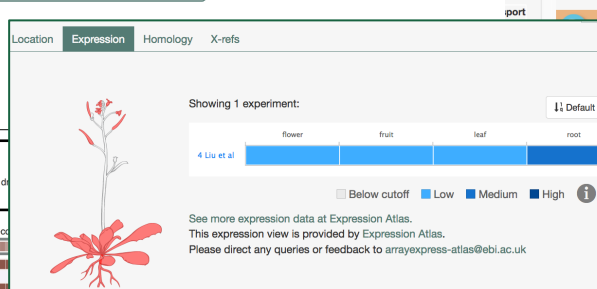 port
Location Expression Homology X-refs
Showing 1 experiment:
Default
flower fruit leaf root
4 Liu et al
Below cutoff Low Medium High i
See more expression data at Expression Atlas.
This expression view is provided by Expression Atlas.
Please direct any queries or feedback to arrayexpress-atlas@ebi.ac.uk